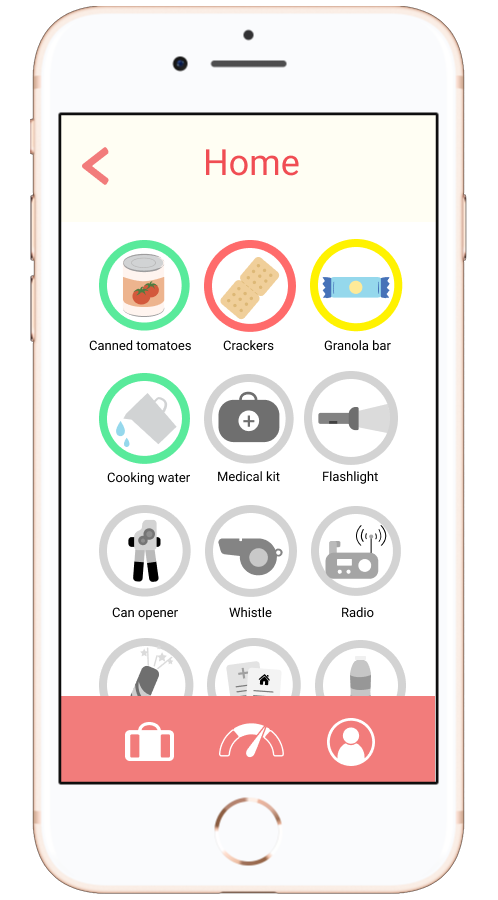 Home
Canned tomatoes
Crackers
Granola bar
Cooking water
Medical kit
Flashlight
Can opener
Whistle
Radio